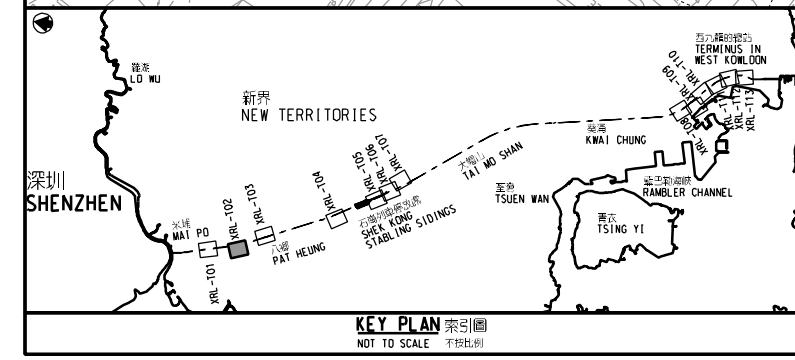 羅湖
LO WU
新界
NEW TERRITORIES
深圳
SHENZHEN
米埔
MAI PO
XRL-T01
XRL-T02
XRL-T03
八鄉
PAT HEUNG
XRL-T04
XRL-T05
XRL-T06
XRL-T07
石崗列車停放處
SHEK KONG
STABLING SIDINGS
大帽山
TAI MO SHAN
葵涌
KWAI CHUNG
荃灣
TSUEN WAN
青衣
TSING YI
藍巴勒海峽
RAMBLER CHANNEL
西九龍的總站
TERMINUS IN
WEST KOWLOON
XRL-T08
XRL-T09
XRL-T10
XRL-T12
XRL-T13
KEY PLAN 索引圖
NOT TO SCALE 不按比例